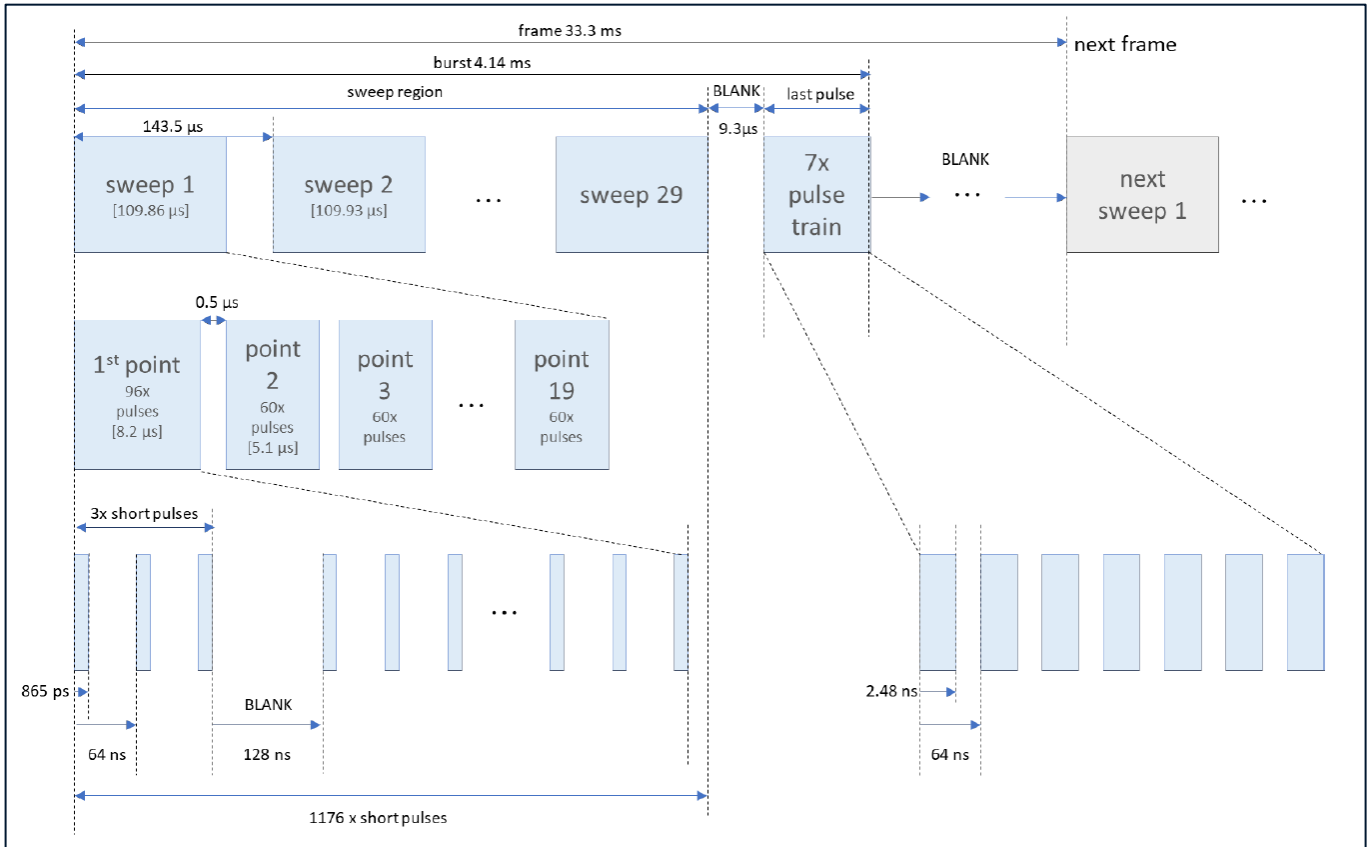 frame 33.3 ms
next frame
burst 4.14 ms
sweep region
BLANK
last pulse
143.5 µs
9.3µs
sweep 1
[109.86 µs]
sweep 2
[109.93 µs]
...
sweep 29
7x
pulse
train
BLANK
...
next
sweep 1
...
0.5 µs
1st point
96x
pulses
[8.2 µs]
point
2
60x
pulses
[5.1 µs]
point
3
60x
pulses
...
point
19
60x
pulses
3x short pulses
...
865 ps
BLANK
64 ns
128 ns
2.48 ns
64 ns
1176 x short pulses